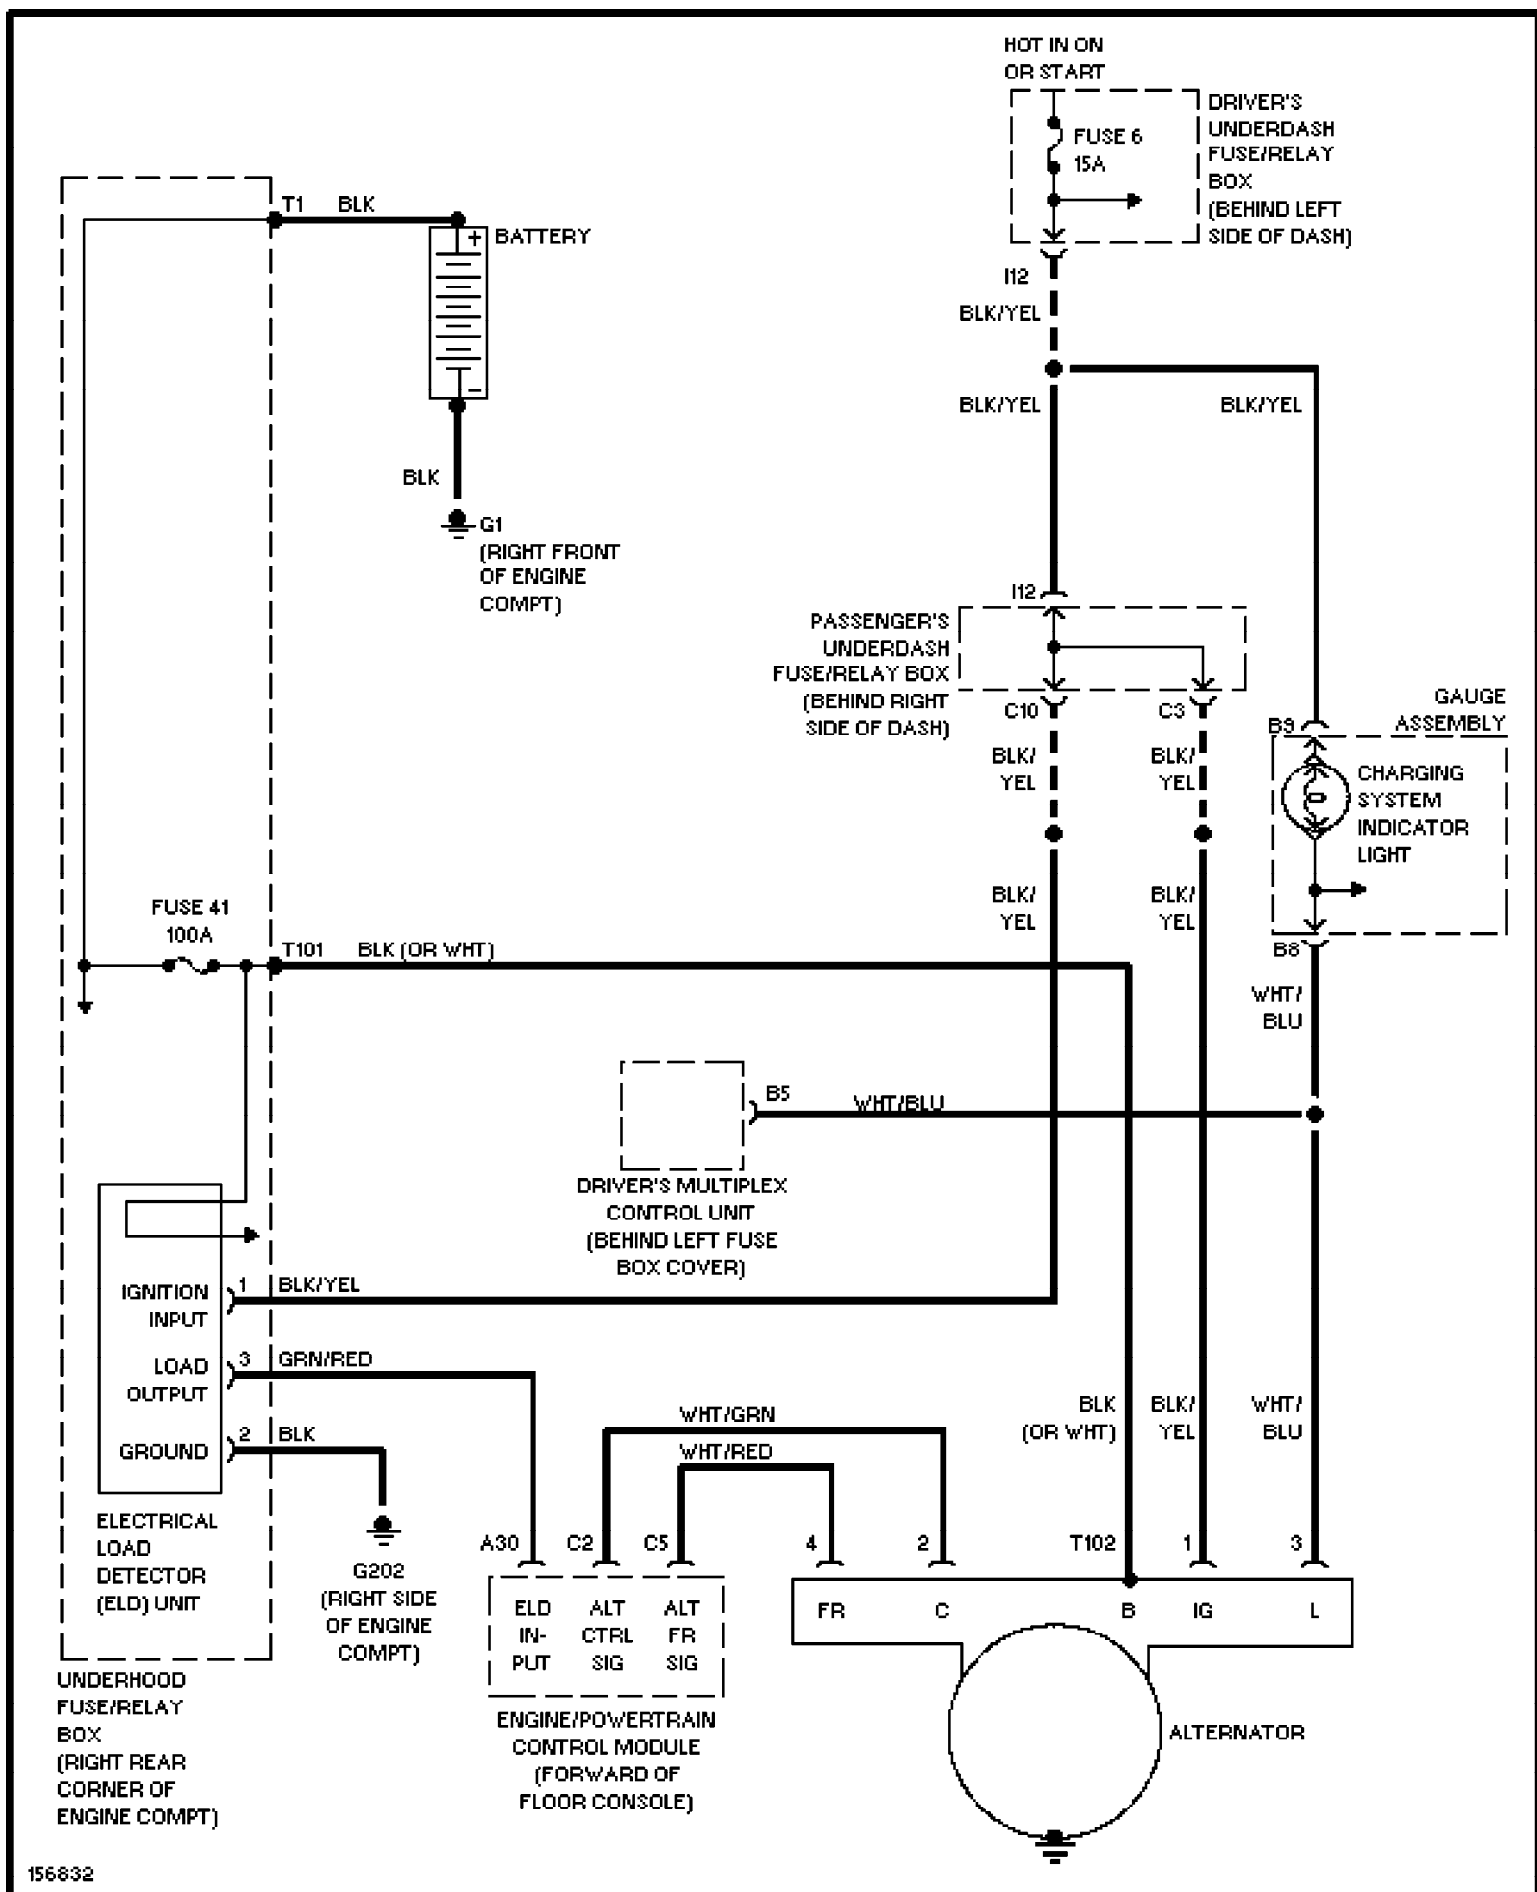 HOT IN ON
OR START
FUSE 6
15A
DRIVER'S
UNDERDASH
FUSE/RELAY
BOX
(BEHIND LEFT
SIDE OF DASH)
T1
BLK
+
BATTERY
-
I12
BLK/YEL
BLK/YEL
BLK/YEL
BLK
G1
(RIGHT FRONT
OF ENGINE
COMPT)
I12
PASSENGER'S
UNDERDASH
FUSE/RELAY BOX
(BEHIND RIGHT
SIDE OF DASH)
C10
C3
GAUGE
ASSEMBLY
B9
BLK/
YEL
BLK/
YEL
CHARGING
SYSTEM
INDICATOR
LIGHT
BLK/
YEL
BLK/
YEL
FUSE 41
100A
T101
BLK (OR WHT)
B8
WHT/
BLU
B5
WHT/BLU
DRIVER'S MULTIPLEX
CONTROL UNIT
(BEHIND LEFT FUSE
BOX COVER)
IGNITION
INPUT
1
BLK/YEL
LOAD
OUTPUT
3
GRN/RED
GROUND
2
BLK
ELECTRICAL
LOAD
DETECTOR
(ELD) UNIT
G202
(RIGHT SIDE
OF ENGINE
COMPT)
WHT/GRN
WHT/RED
BLK
(OR WHT)
BLK/
YEL
WHT/
BLU
A30
C2
C5
4
2
T102
1
3
ELD
IN-
PUT
ALT
CTRL
SIG
ALT
FR
SIG
FR
C
B
IG
L
ENGINE/POWERTRAIN
CONTROL MODULE
(FORWARD OF
FLOOR CONSOLE)
ALTERNATOR
UNDERHOOD
FUSE/RELAY
BOX
(RIGHT REAR
CORNER OF
ENGINE COMPT)
156832